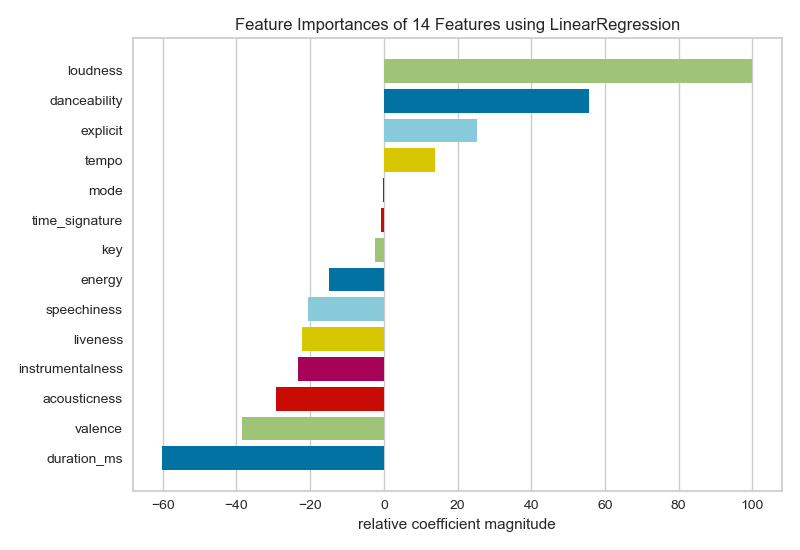 Feature Importances of 14 Features using LinearRegression
loudness
danceability
explicit
tempo
mode
time_signature
key
energy
speechiness
liveness
instrumentalness
acousticness
valence
duration_ms
−60 −40 −20 0 20 40 60 80 100
relative coefficient magnitude